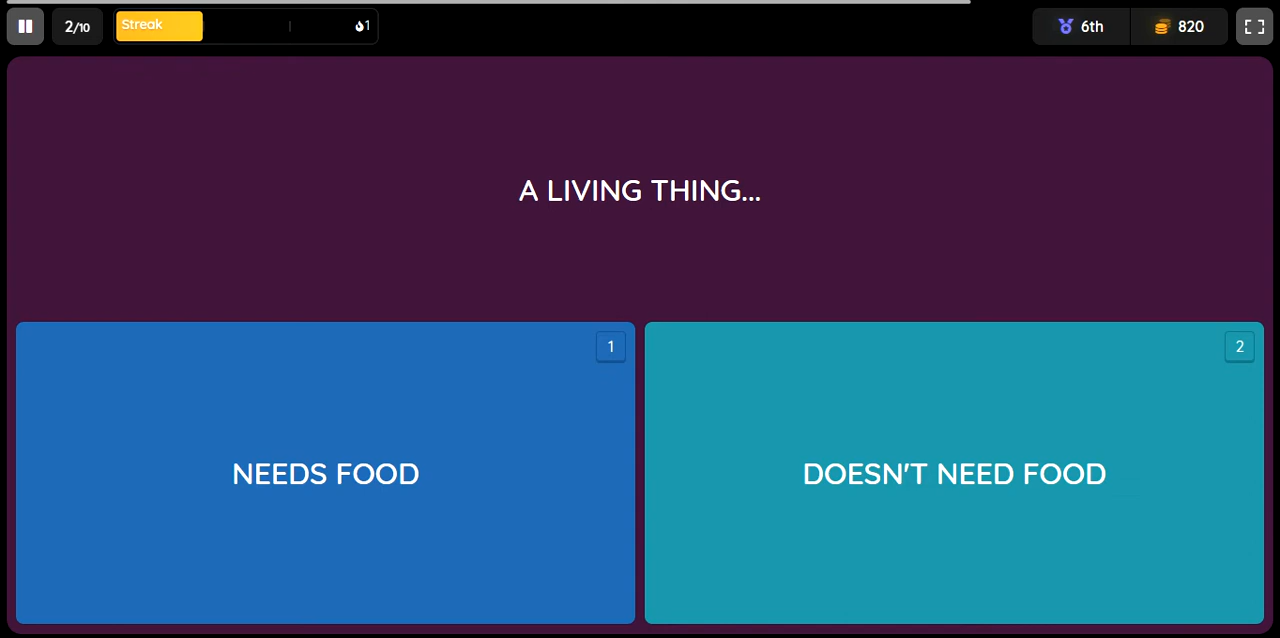 2/10
Streak
1
6th
820
A LIVING THING...
1
NEEDS FOOD
2
DOESN'T NEED FOOD